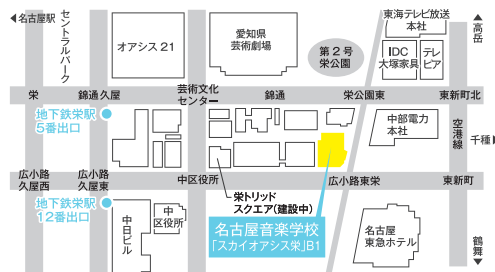 ◀名古屋駅
セントラルパーク
オアシス21
愛知県
芸術劇場
第2号
栄公園
東海テレビ放送
本社
IDC
大塚家具
テレ
ピア
▲高岳
栄
錦通久屋
芸術文化
センター
錦通
栄公園東
東新町北
地下鉄栄駅
5番出口
中部電力
本社
空港線
千種▶
広小路
久屋西
広小路
久屋東
中区役所
広小路東栄
東新町
栄トリッド
スクエア(建設中)
地下鉄栄駅
12番出口
中日ビル
中
区役所
名古屋音楽学校
「スカイオアシス栄」B1
名古屋
東急ホテル
鶴舞▼